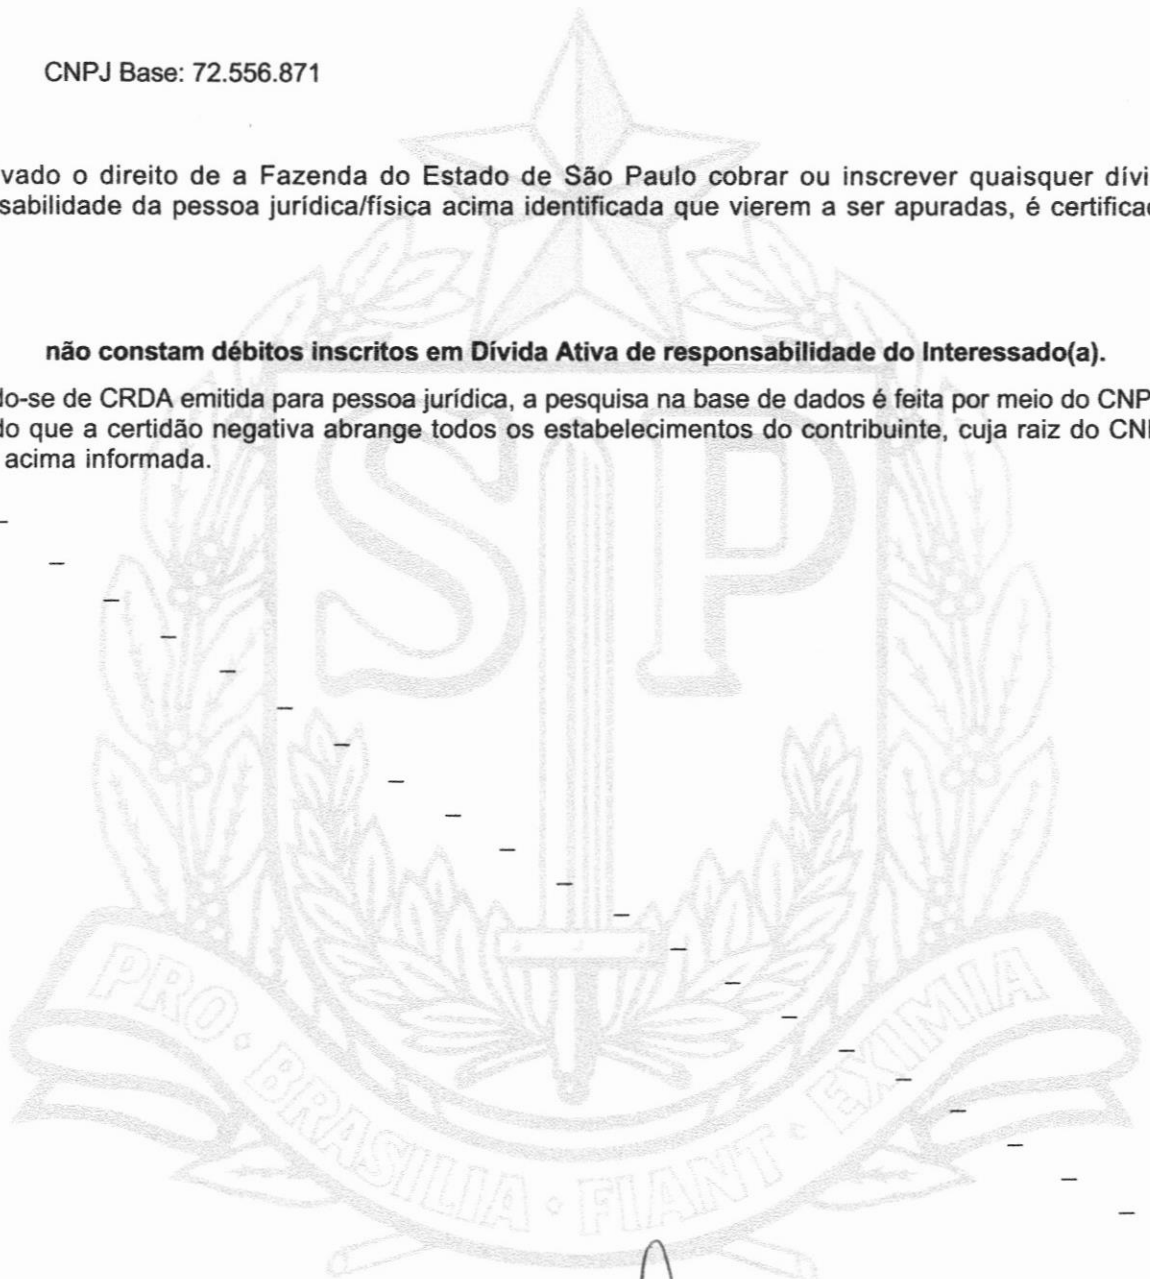 CNPJ Base: 72.556.871
vado o direito de a Fazenda do Estado de São Paulo cobrar ou inscrever quaisquer dívi
sabilidade da pessoa jurídica/física acima identificada que vierem a ser apuradas, é certificad
não constam débitos inscritos em Dívida Ativa de responsabilidade do Interessado(a).
do-se de CRDA emitida para pessoa jurídica, a pesquisa na base de dados é feita por meio do CNP
do que a certidão negativa abrange todos os estabelecimentos do contribuinte, cuja raiz do CNP
acima informada.
SP
PRO · BRASILIA · FIANT · EXIMIA